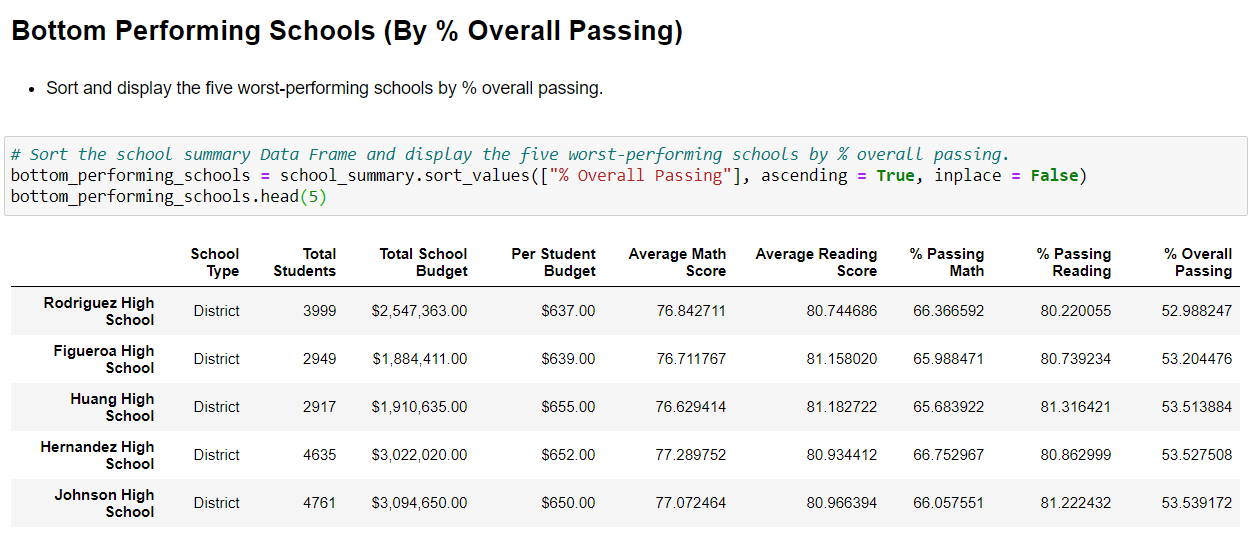 Bottom Performing Schools (By % Overall Passing)
• Sort and display the five worst-performing schools by % overall passing.
# Sort the school summary Data Frame and display the five worst-performing schools by % overall passing.
bottom_performing_schools = school_summary.sort_values(["% Overall Passing"], ascending = True, inplace = False)
bottom_performing_schools.head(5)
School Total Total School Per Student Average Math Average Reading % Passing % Passing % Overall
Type Students Budget Budget Score Score Math Reading Passing
Rodriguez High
School District 3999 $2,547,363.00 $637.00 76.842711 80.744686 66.366592 80.220055 52.988247
Figueroa High
School District 2949 $1,884,411.00 $639.00 76.711767 81.158020 65.988471 80.739234 53.204476
Huang High
School District 2917 $1,910,635.00 $655.00 76.629414 81.182722 65.683922 81.316421 53.513884
Hernandez High
School District 4635 $3,022,020.00 $652.00 77.289752 80.934412 66.752967 80.862999 53.527508
Johnson High
School District 4761 $3,094,650.00 $650.00 77.072464 80.966394 66.057551 81.222432 53.539172